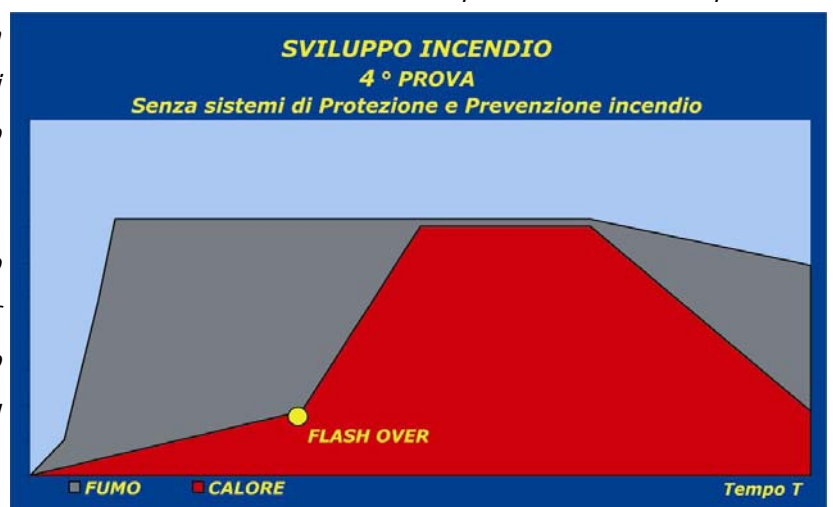 SVILUPPO INCENDIO
4° PROVA
Senza sistemi di Protezione e Prevenzione incendio
FLASH OVER
FUMO
CALORE
Tempo T